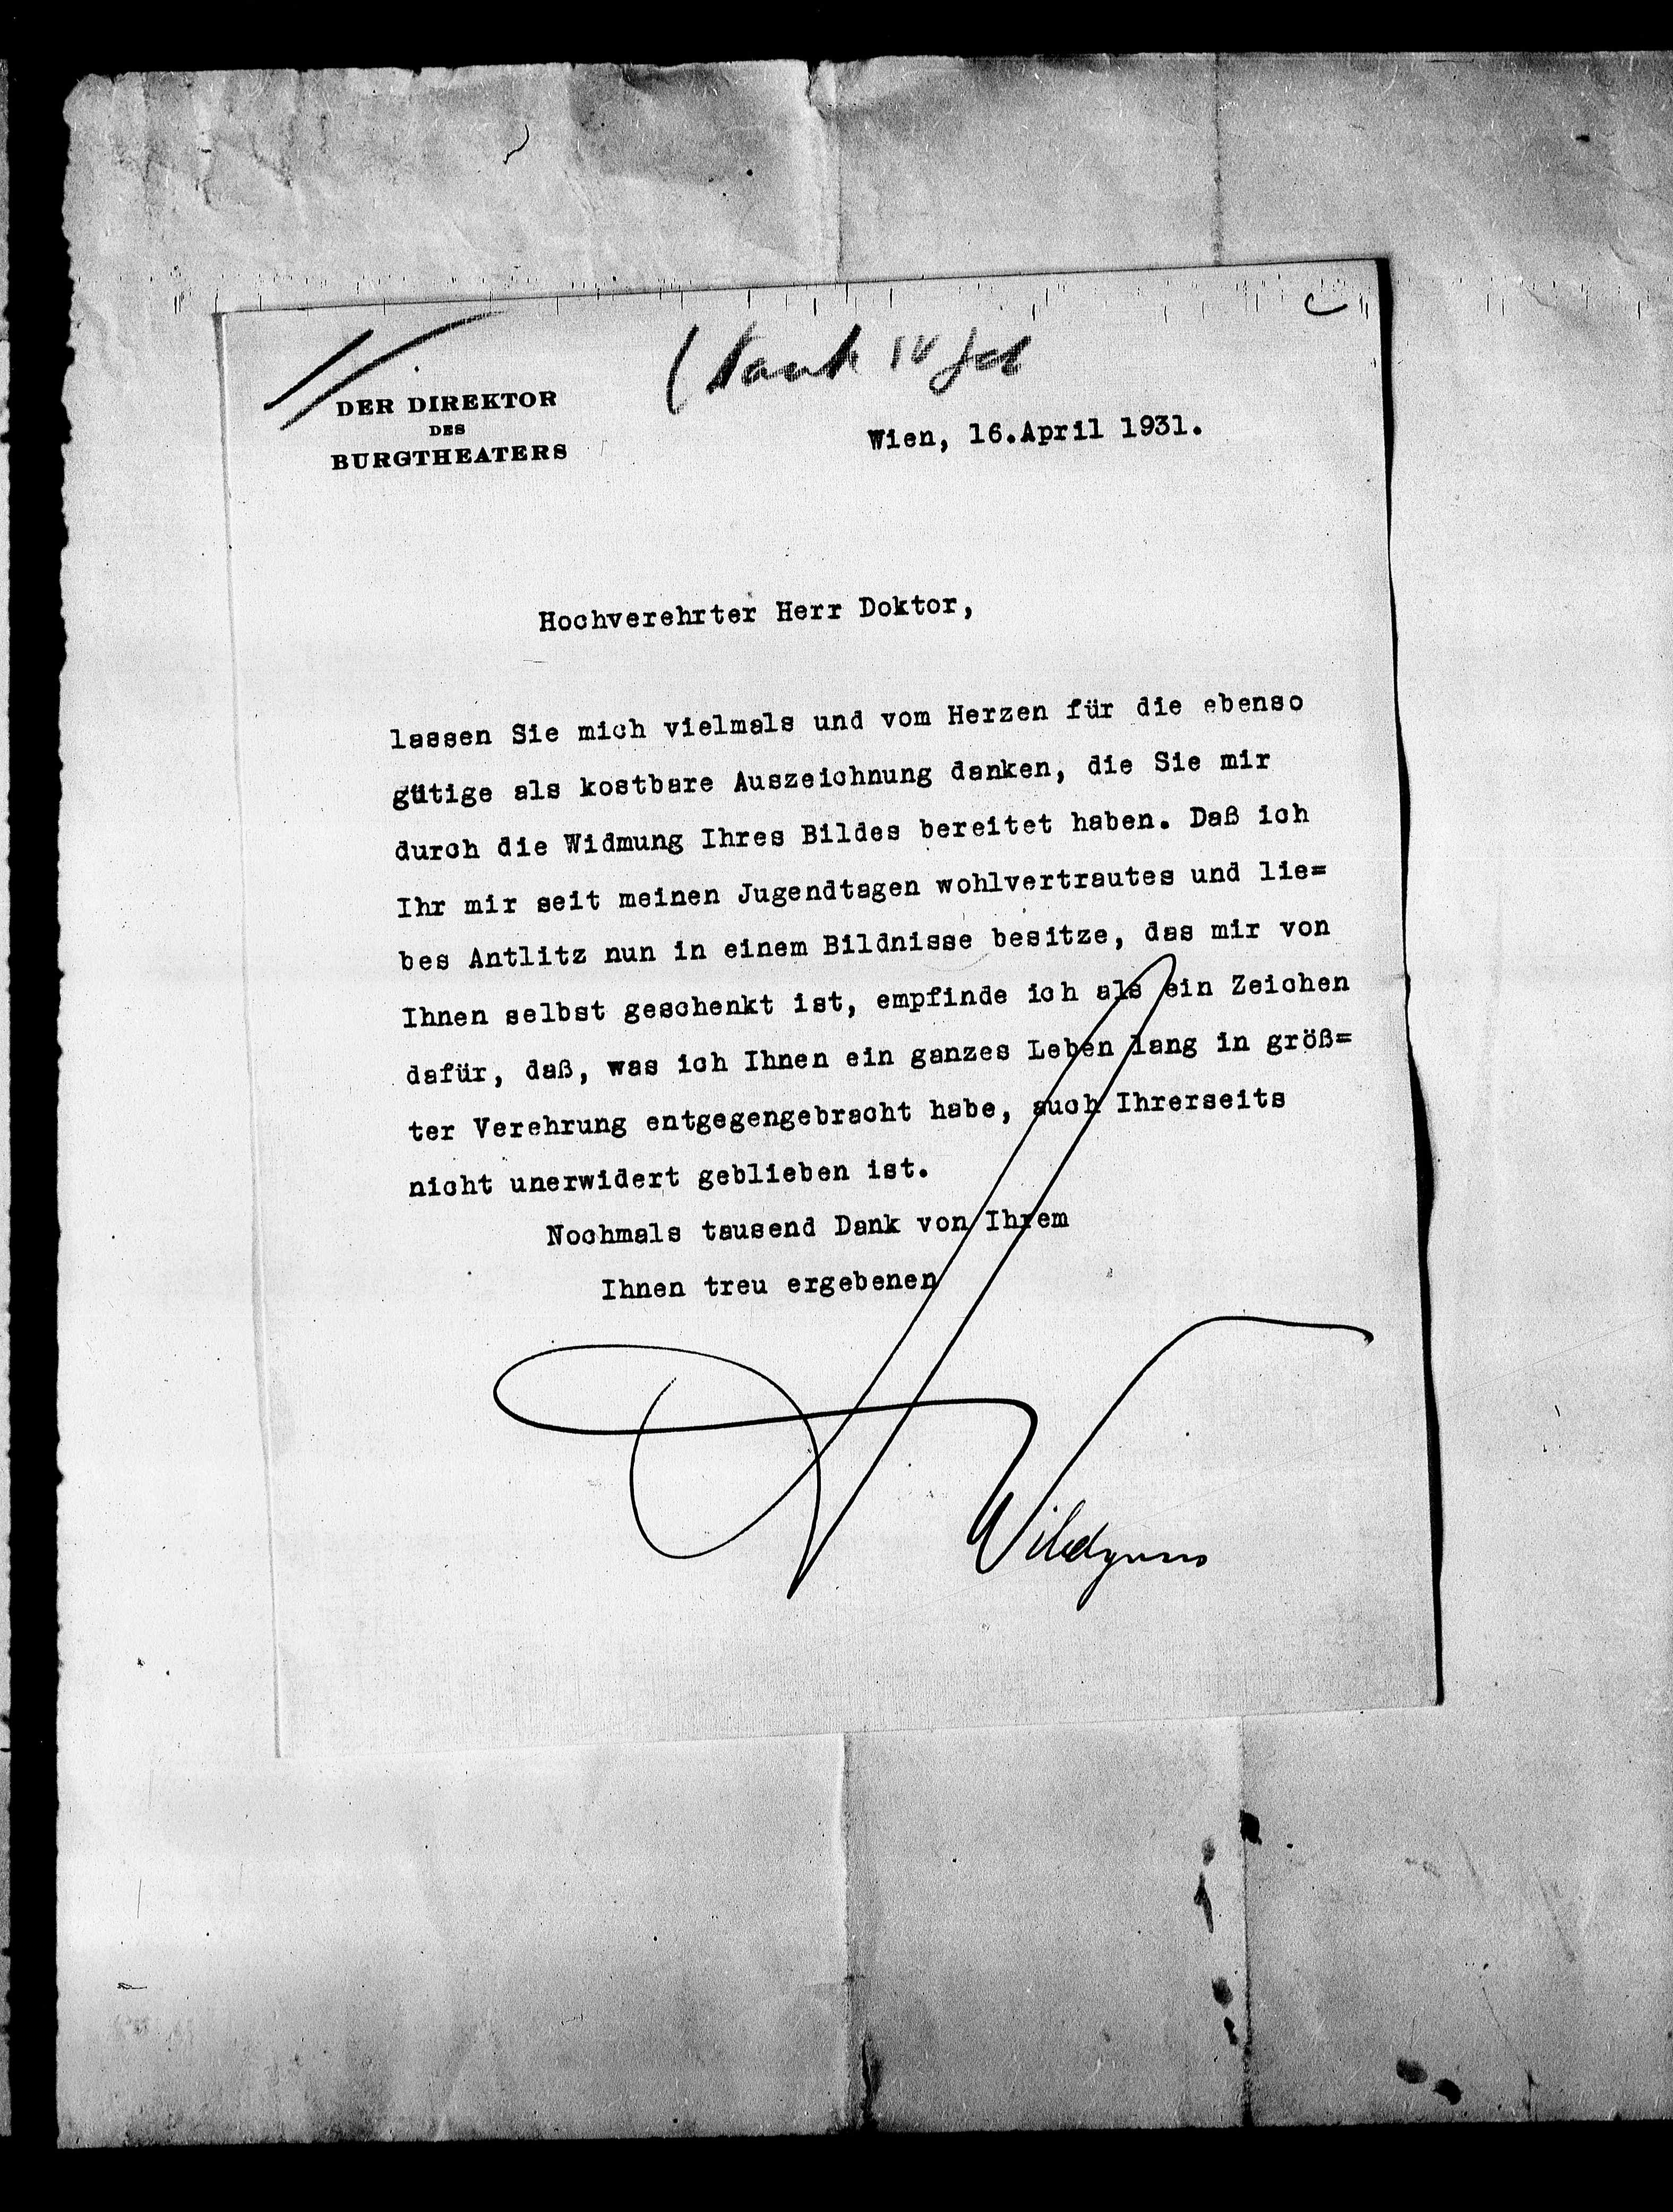 DER DIREKTOR
DES
BURGTHEATERS
Wien, 16.April 1931.
Hochverehrter Herr Doktor,
lassen Sie mich vielmals und vom Herzen für die ebenso
gütige als kostbare Auszeichnung danken, die Sie mir
durch die Widmung Ihres Bildes bereitet haben. Daß ich
Ihr mir seit meinen Jugendtagen wohlvertrautes und lie=
bes Antlitz nun in einem Bildnisse besitze, das mir von
Ihnen selbst geschenkt ist, empfinde ich als ein Zeichen
dafür, daß, was ich Ihnen ein ganzes Leben lang in größ=
ter Verehrung entgegengebracht habe, auch Ihrerseits
nicht unerwidert geblieben ist.
Nochmals tausend Dank von Ihrem
Ihnen treu ergebenen
Wildgans